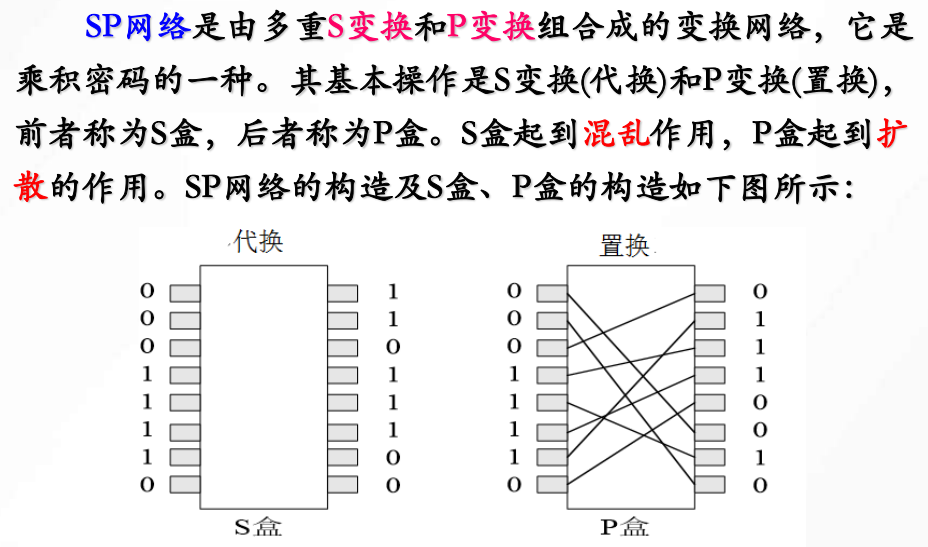 SP网络是由多重S变换和P变换组合成的变换网络，它是
乘积密码的一种。其基本操作是S变换(代换)和P变换(置换)，
前者称为S盒，后者称为P盒。S盒起到混乱作用，P盒起到扩
散的作用。SP网络的构造及S盒、P盒的构造如下图所示：
代换 置换
0 1 0 0
0 1 0 1
0 0 0 1
1 1 1 1
1 1 1 0
1 1 1 0
1 0 1 1
0 0 0 0
S盒 P盒